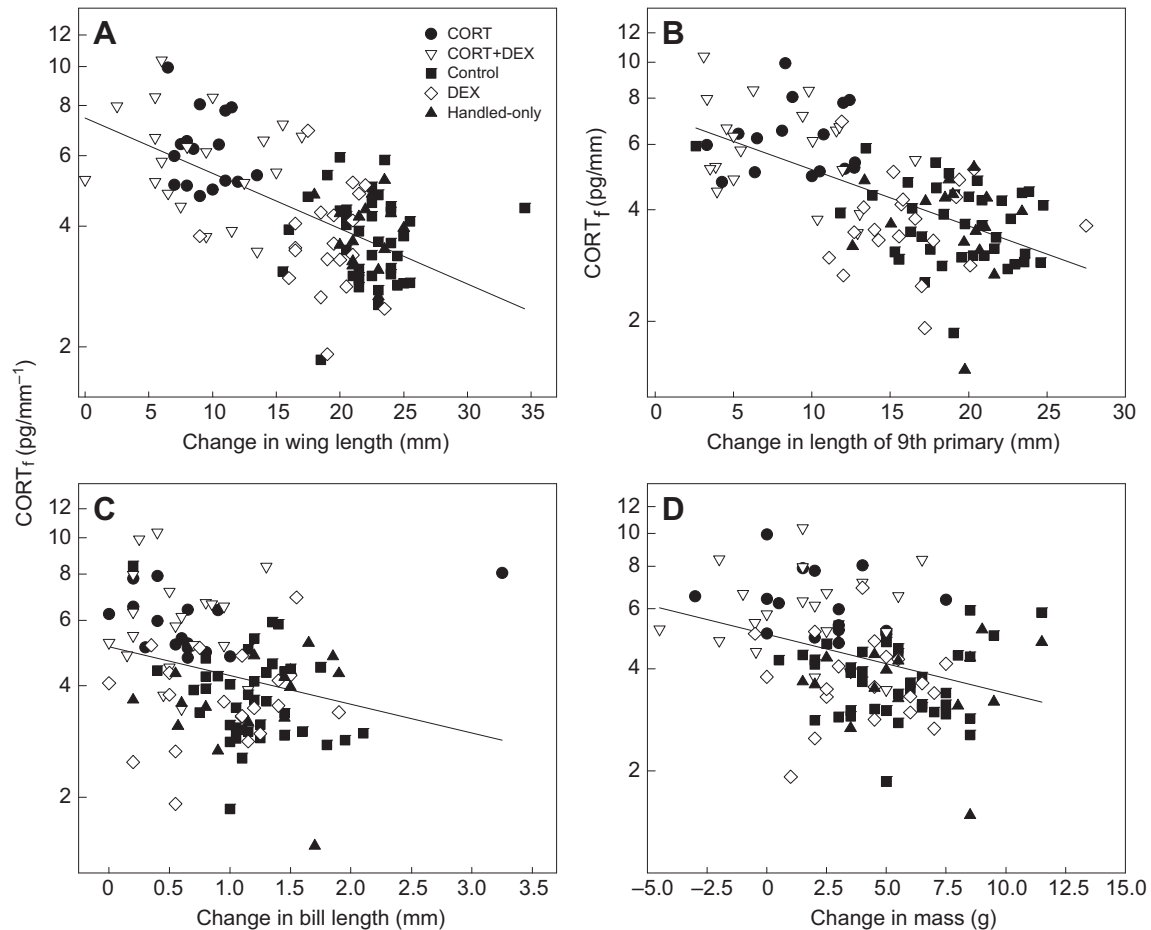 A
12
10
8
6
4
2
0 5 10 15 20 25 30 35
Change in wing length (mm)
CORT
CORT+DEX
Control
DEX
Handled-only
B
12
10
8
6
4
2
CORTf (pg/mm)
0 5 10 15 20 25 30
Change in length of 9th primary (mm)
CORTf (pg/mm–1)
C
12
10
8
6
4
2
0 0.5 1.0 1.5 2.0 2.5 3.0 3.5
Change in bill length (mm)
D
12
10
8
6
4
2
–5.0 –2.5 0 2.5 5.0 7.5 10.0 12.5 15.0
Change in mass (g)